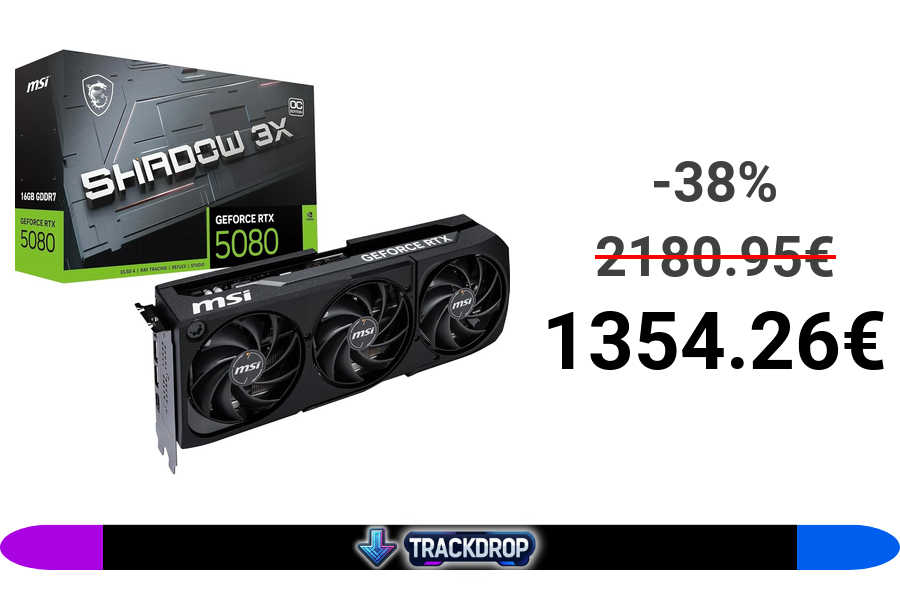 msi
OC
EDITION
SHADOW 3X
16GB GDDR7
GEFORCE RTX
5080
GEFORCE RTX
5080
DLSS 4 | RAY TRACING | REFLEX | STUDIO
GEFORCE RTX
msi
msi
msi
msi
-38%
2180.95€
1354.26€
TRACKDROP